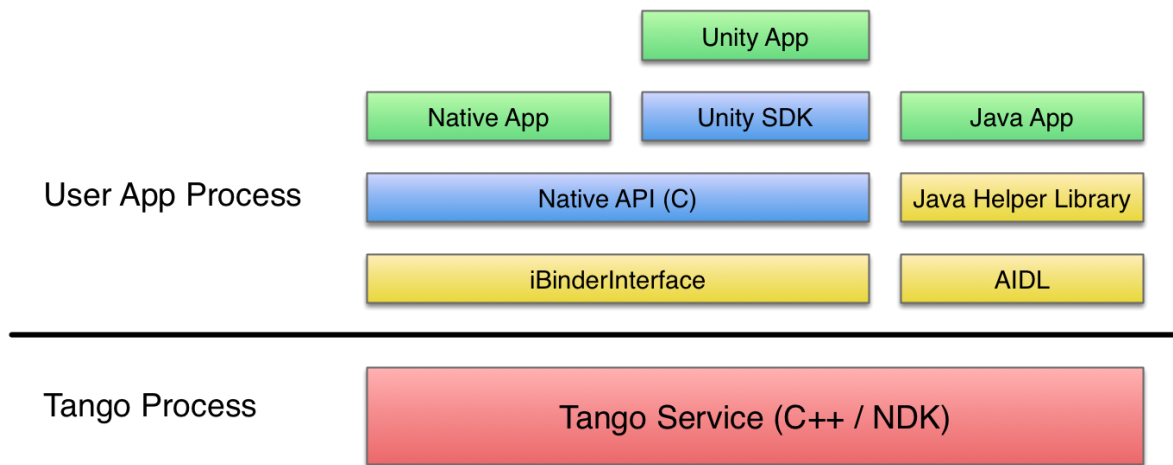 Unity App
Native App
Unity SDK
Java App
User App Process
Native API (C)
Java Helper Library
iBinderInterface
AIDL
Tango Process
Tango Service (C++ / NDK)